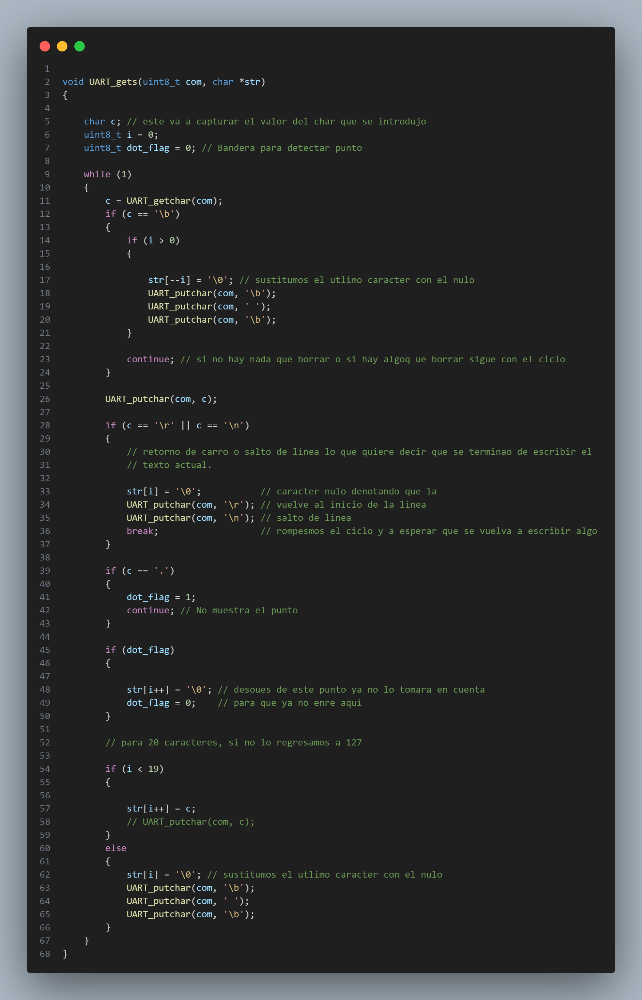 1
2 void UART_gets(uint8_t com, char *str)
3 {
4
5     char c; // este va a capturar el valor del char que se introdujo
6     uint8_t i = 0;
7     uint8_t dot_flag = 0; // Bandera para detectar punto
8
9     while (1)
10     {
11         c = UART_getchar(com);
12         if (c == '\b')
13         {
14             if (i > 0)
15             {
16
17                 str[--i] = '\0'; // sustitumos el utlimo caracter con el nulo
18                 UART_putchar(com, '\b');
19                 UART_putchar(com, ' ');
20                 UART_putchar(com, '\b');
21             }
22
23             continue; // si no hay nada que borrar o si hay algoq ue borrar sigue con el ciclo
24         }
25
26         UART_putchar(com, c);
27
28         if (c == '\r' || c == '\n')
29         {
30             // retorno de carro o salto de linea lo que quiere decir que se terminao de escribir el
31             // texto actual.
32
33             str[i] = '\0';           // caracter nulo denotando que la
34             UART_putchar(com, '\r'); // vuelve al inicio de la linea
35             UART_putchar(com, '\n'); // salto de linea
36             break;                   // rompesmos el ciclo y a esperar que se vuelva a escribir algo
37         }
38
39         if (c == '.')
40         {
41             dot_flag = 1;
42             continue; // No muestra el punto
43         }
44
45         if (dot_flag)
46         {
47
48             str[i++] = '\0'; // desoues de este punto ya no lo tomara en cuenta
49             dot_flag = 0;    // para que ya no enre aqui
50         }
51
52         // para 20 caracteres, si no lo regresamos a 127
53
54         if (i < 19)
55         {
56
57             str[i++] = c;
58             // UART_putchar(com, c);
59         }
60         else
61         {
62             str[i] = '\0'; // sustitumos el utlimo caracter con el nulo
63             UART_putchar(com, '\b');
64             UART_putchar(com, ' ');
65             UART_putchar(com, '\b');
66         }
67     }
68 }